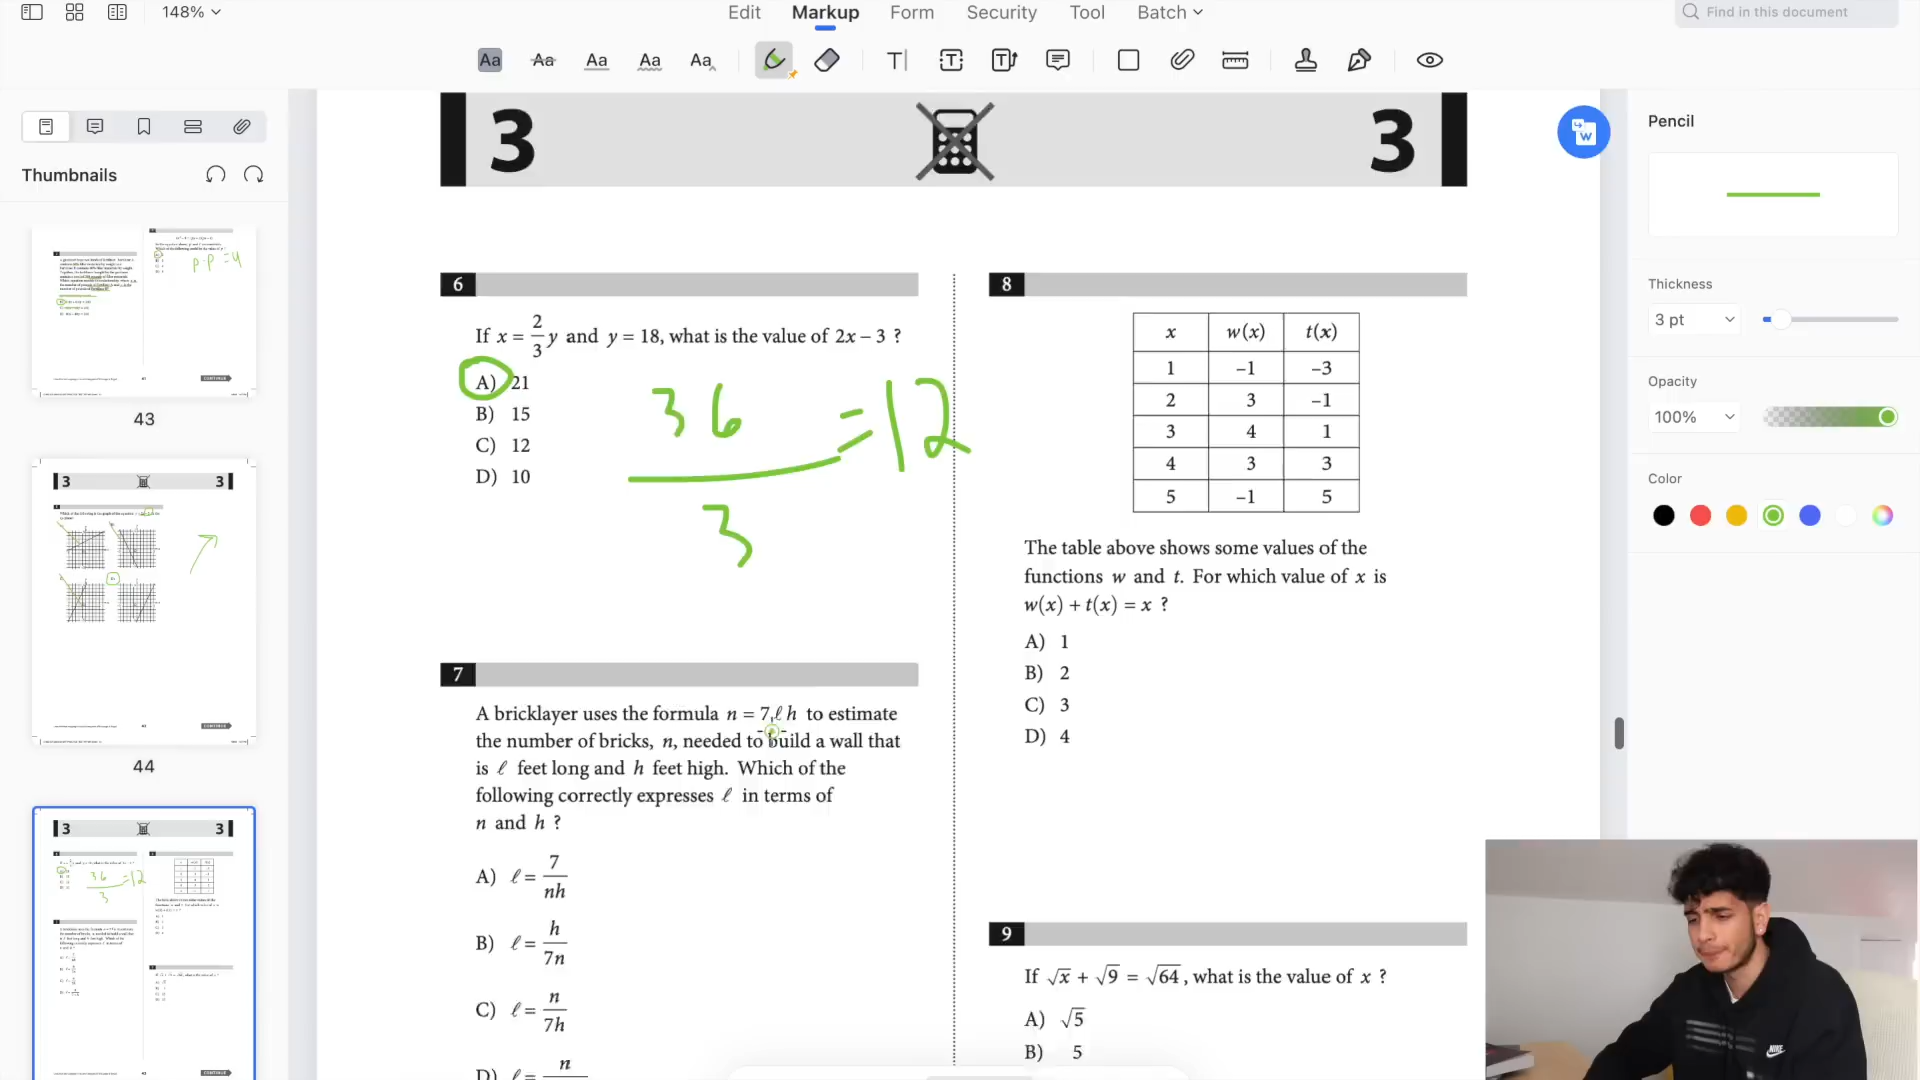 148%
Edit
Markup
Form
Security
Tool
Batch
Find in this document
Aa Aa Aa Aa Aa
T T T
W
Thumbnails
43
44
3 3
6
If x = 2/3 y and y = 18, what is the value of 2x − 3 ?
A) 21
B) 15
C) 12
D) 10
36/3 = 12
7
A bricklayer uses the formula n = 7ℓh to estimate
the number of bricks, n, needed to build a wall that
is ℓ feet long and h feet high. Which of the
following correctly expresses ℓ in terms of
n and h ?
A) ℓ = 7/nh
B) ℓ = h/7n
C) ℓ = n/7h
D) ℓ = n
8
x w(x) t(x)
1 −1 −3
2 3 −1
3 4 1
4 3 3
5 −1 5
The table above shows some values of the
functions w and t. For which value of x is
w(x) + t(x) = x ?
A) 1
B) 2
C) 3
D) 4
9
If √x + √9 = √64, what is the value of x ?
A) √5
B) 5
Pencil
Thickness
3 pt
Opacity
100%
Color
NIKE